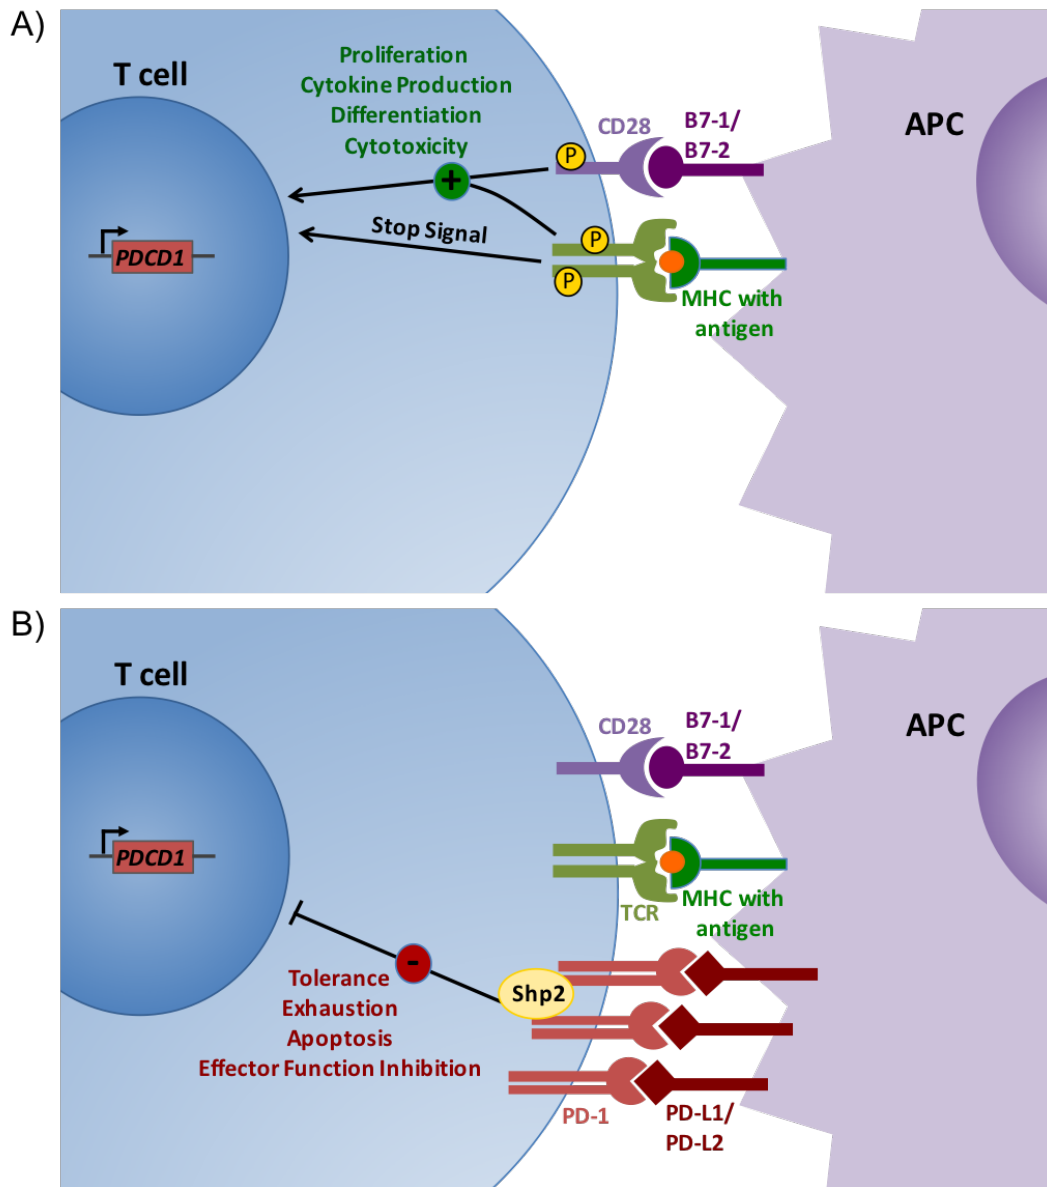 A)
T cell
Proliferation
Cytokine Production
Differentiation
Cytotoxicity
CD28
B7-1/
B7-2
APC
P
+
Stop Signal
P
P
PDCD1
MHC with
antigen
B)
T cell
CD28
B7-1/
B7-2
APC
PDCD1
TCR
MHC with
antigen
-
Tolerance
Exhaustion
Apoptosis
Effector Function Inhibition
Shp2
PD-1
PD-L1/
PD-L2